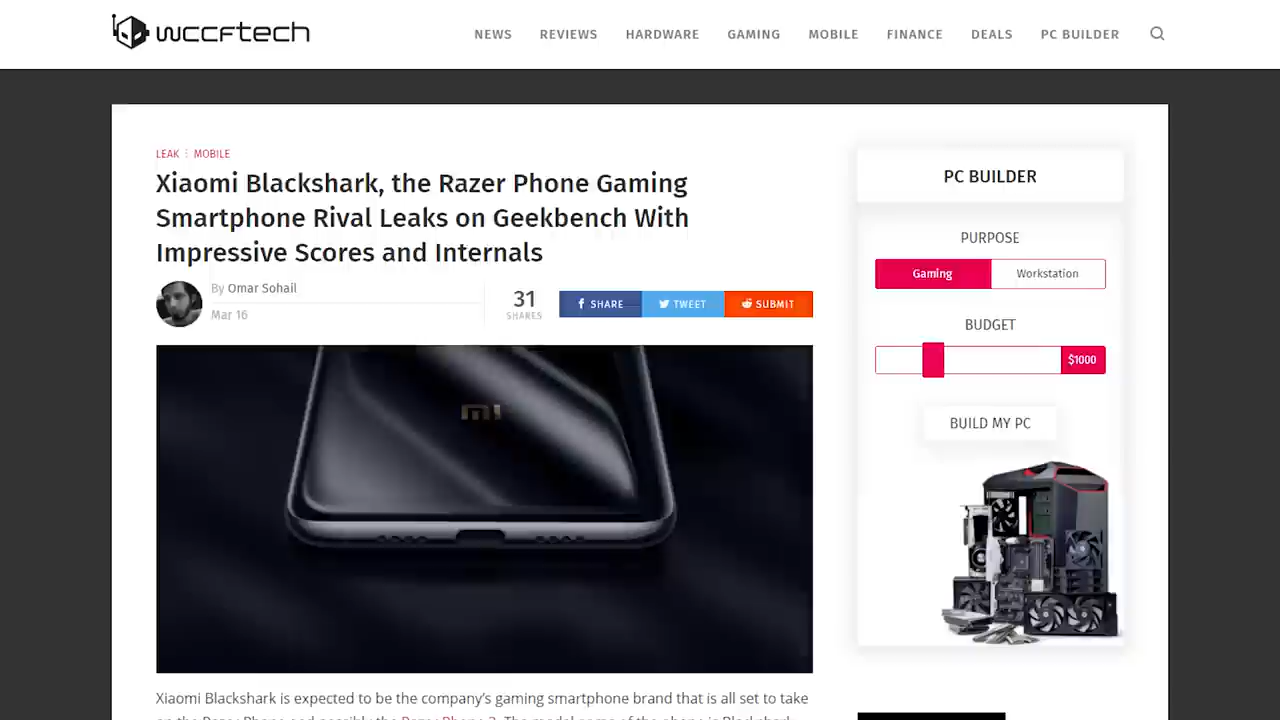 wccftech
NEWS REVIEWS HARDWARE GAMING MOBILE FINANCE DEALS PC BUILDER
LEAK ⋮ MOBILE
Xiaomi Blackshark, the Razer Phone Gaming
Smartphone Rival Leaks on Geekbench With
Impressive Scores and Internals
By Omar Sohail
Mar 16
31
SHARES
SHARE TWEET SUBMIT
MI
Xiaomi Blackshark is expected to be the company's gaming smartphone brand that is all set to take
PC BUILDER
PURPOSE
Gaming Workstation
BUDGET
$1000
BUILD MY PC